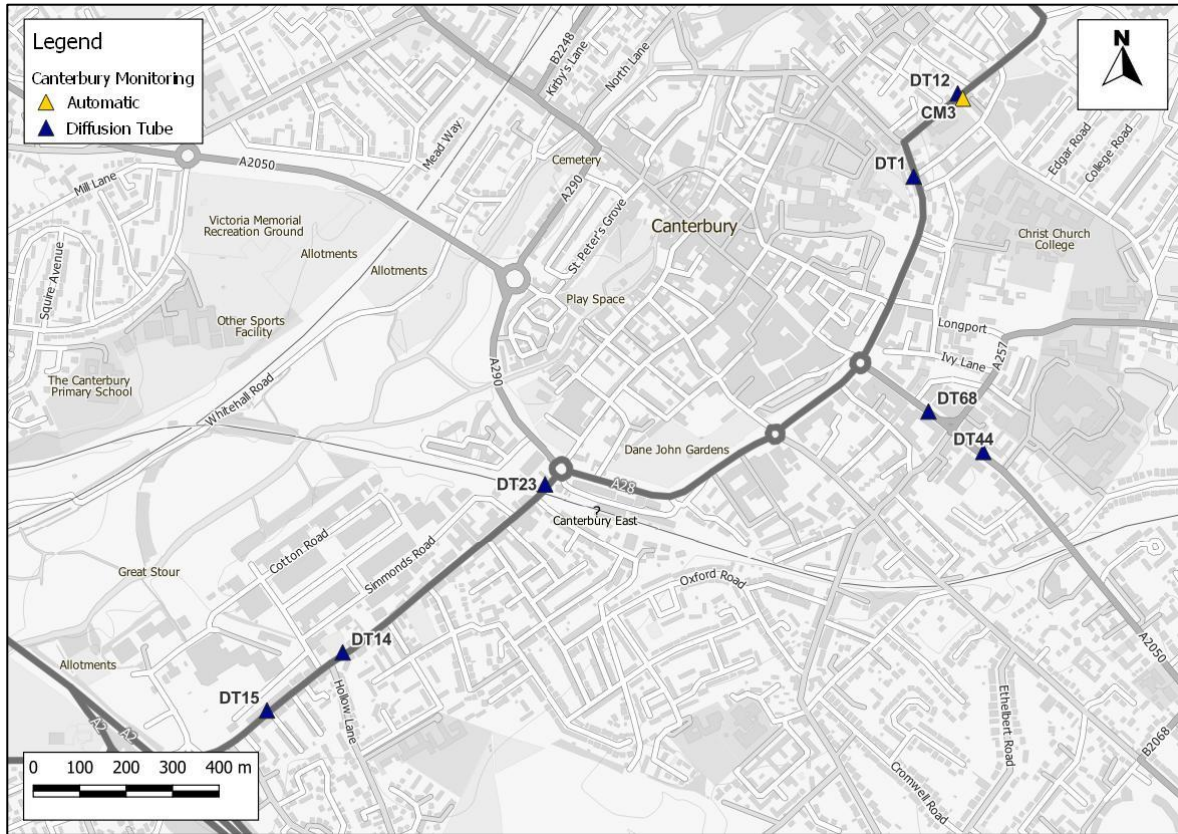 Legend
Canterbury Monitoring
Automatic
Diffusion Tube
N
B2248
Kirby's Lane
North Lane
Mead Way
DT12
CM3
A2050
Mill Lane
Cemetery
A290
Edgar Road
College Road
DT1
Victoria Memorial
Recreation Ground
St Peter's Grove
Canterbury
Christ Church
College
Allotments
Allotments
Squire Avenue
Play Space
Other Sports
Facility
Longport
Ivy Lane
A257
A290
The Canterbury
Primary School
Whitehall Road
DT68
DT44
Dane John Gardens
DT23
A28
?
Canterbury East
Cotton Road
Simmonds Road
Great Stour
Oxford Road
DT14
A2050
Allotments
DT15
Hollow Lane
Ethelbert Road
A2
A2
B2068
Cromwell Road
0 100 200 300 400 m